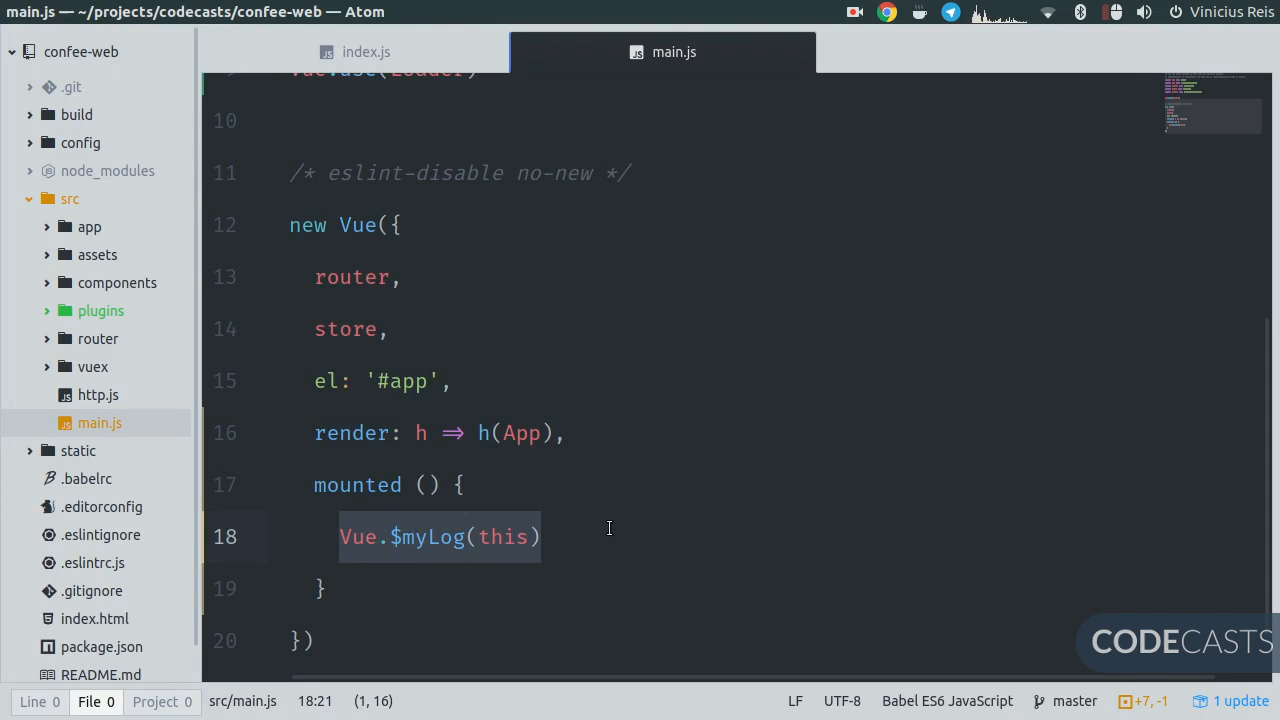 main.js — ~/projects/codecasts/confee-web — Atom
Vinicius Reis
confee-web
.git
build
config
node_modules
src
app
assets
components
plugins
router
vuex
http.js
main.js
static
.babelrc
.editorconfig
.eslintignore
.eslintrc.js
.gitignore
index.html
package.json
README.md
index.js
main.js
9 Vue.use(Loader)
10
11 /* eslint-disable no-new */
12 new Vue({
13 router,
14 store,
15 el: '#app',
16 render: h => h(App),
17 mounted () {
18 Vue.$myLog(this)
19 }
20 })
CODECASTS
Line 0 File 0 Project 0 src/main.js 18:21 (1, 16) LF UTF-8 Babel ES6 JavaScript master +7, -1 1 update